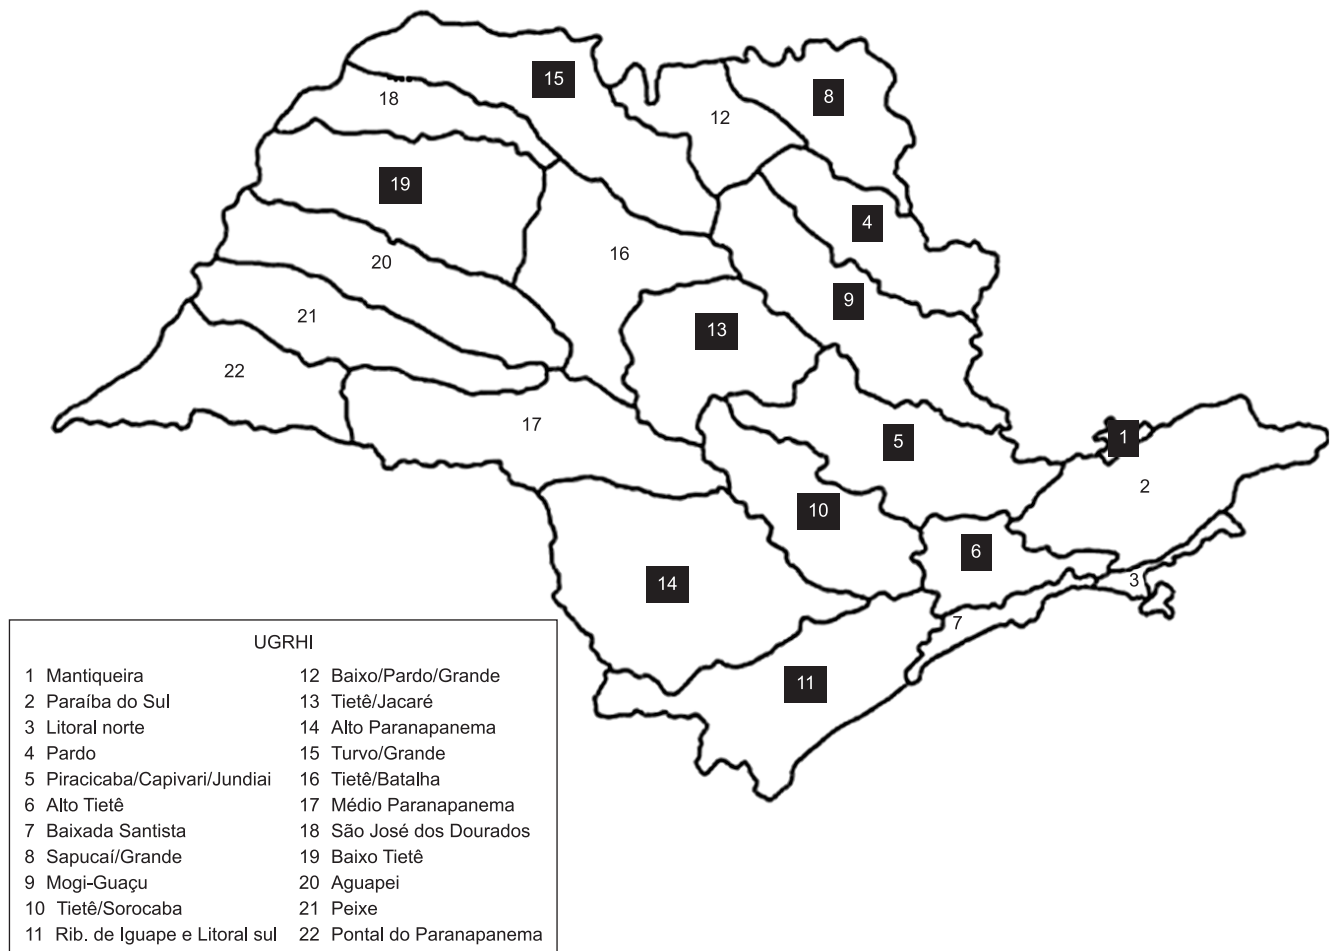 15
8
18
12
19
4
20
16
9
21
13
22
17
5
1
2
10
6
3
14
7
11
UGRHI
1 Mantiqueira
2 Paraíba do Sul
3 Litoral norte
4 Pardo
5 Piracicaba/Capivari/Jundiai
6 Alto Tietê
7 Baixada Santista
8 Sapucaí/Grande
9 Mogi-Guaçu
10 Tietê/Sorocaba
11 Rib. de Iguape e Litoral sul
12 Baixo/Pardo/Grande
13 Tietê/Jacaré
14 Alto Paranapanema
15 Turvo/Grande
16 Tietê/Batalha
17 Médio Paranapanema
18 São José dos Dourados
19 Baixo Tietê
20 Aguapei
21 Peixe
22 Pontal do Paranapanema